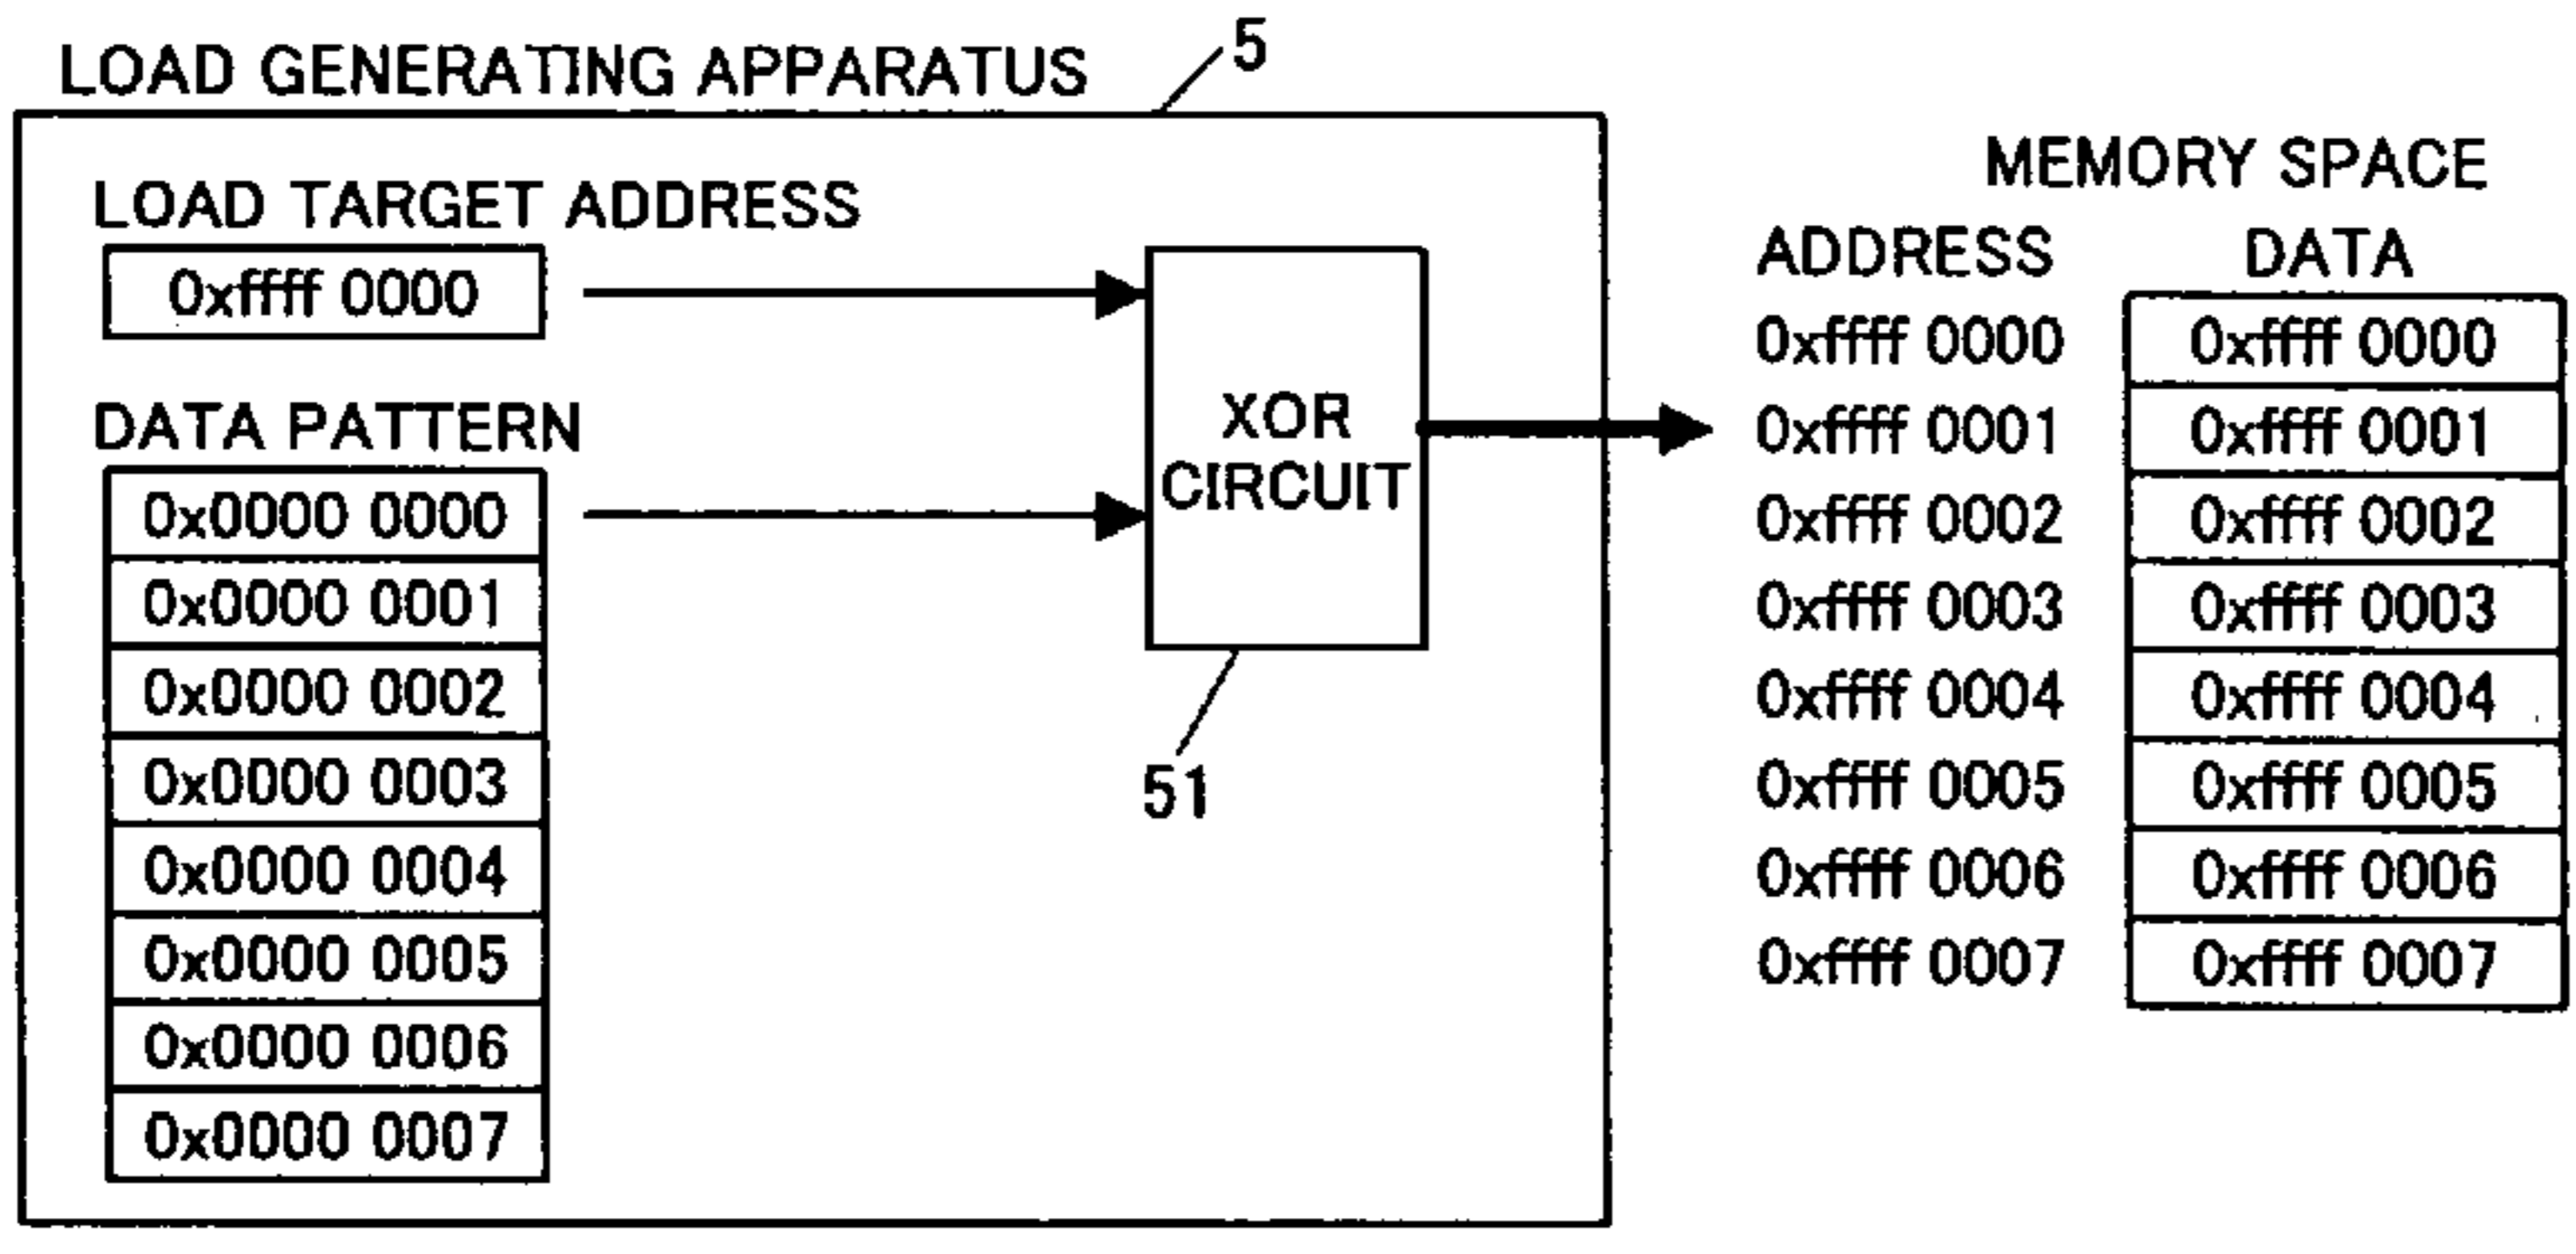 LOAD GENERATING APPARATUS
5
LOAD TARGET ADDRESS
0xffff 0000
DATA PATTERN
0x0000 0000
0x0000 0001
0x0000 0002
0x0000 0003
0x0000 0004
0x0000 0005
0x0000 0006
0x0000 0007
XOR
CIRCUIT
51
MEMORY SPACE
ADDRESS DATA
0xffff 0000 0xffff 0000
0xffff 0001 0xffff 0001
0xffff 0002 0xffff 0002
0xffff 0003 0xffff 0003
0xffff 0004 0xffff 0004
0xffff 0005 0xffff 0005
0xffff 0006 0xffff 0006
0xffff 0007 0xffff 0007